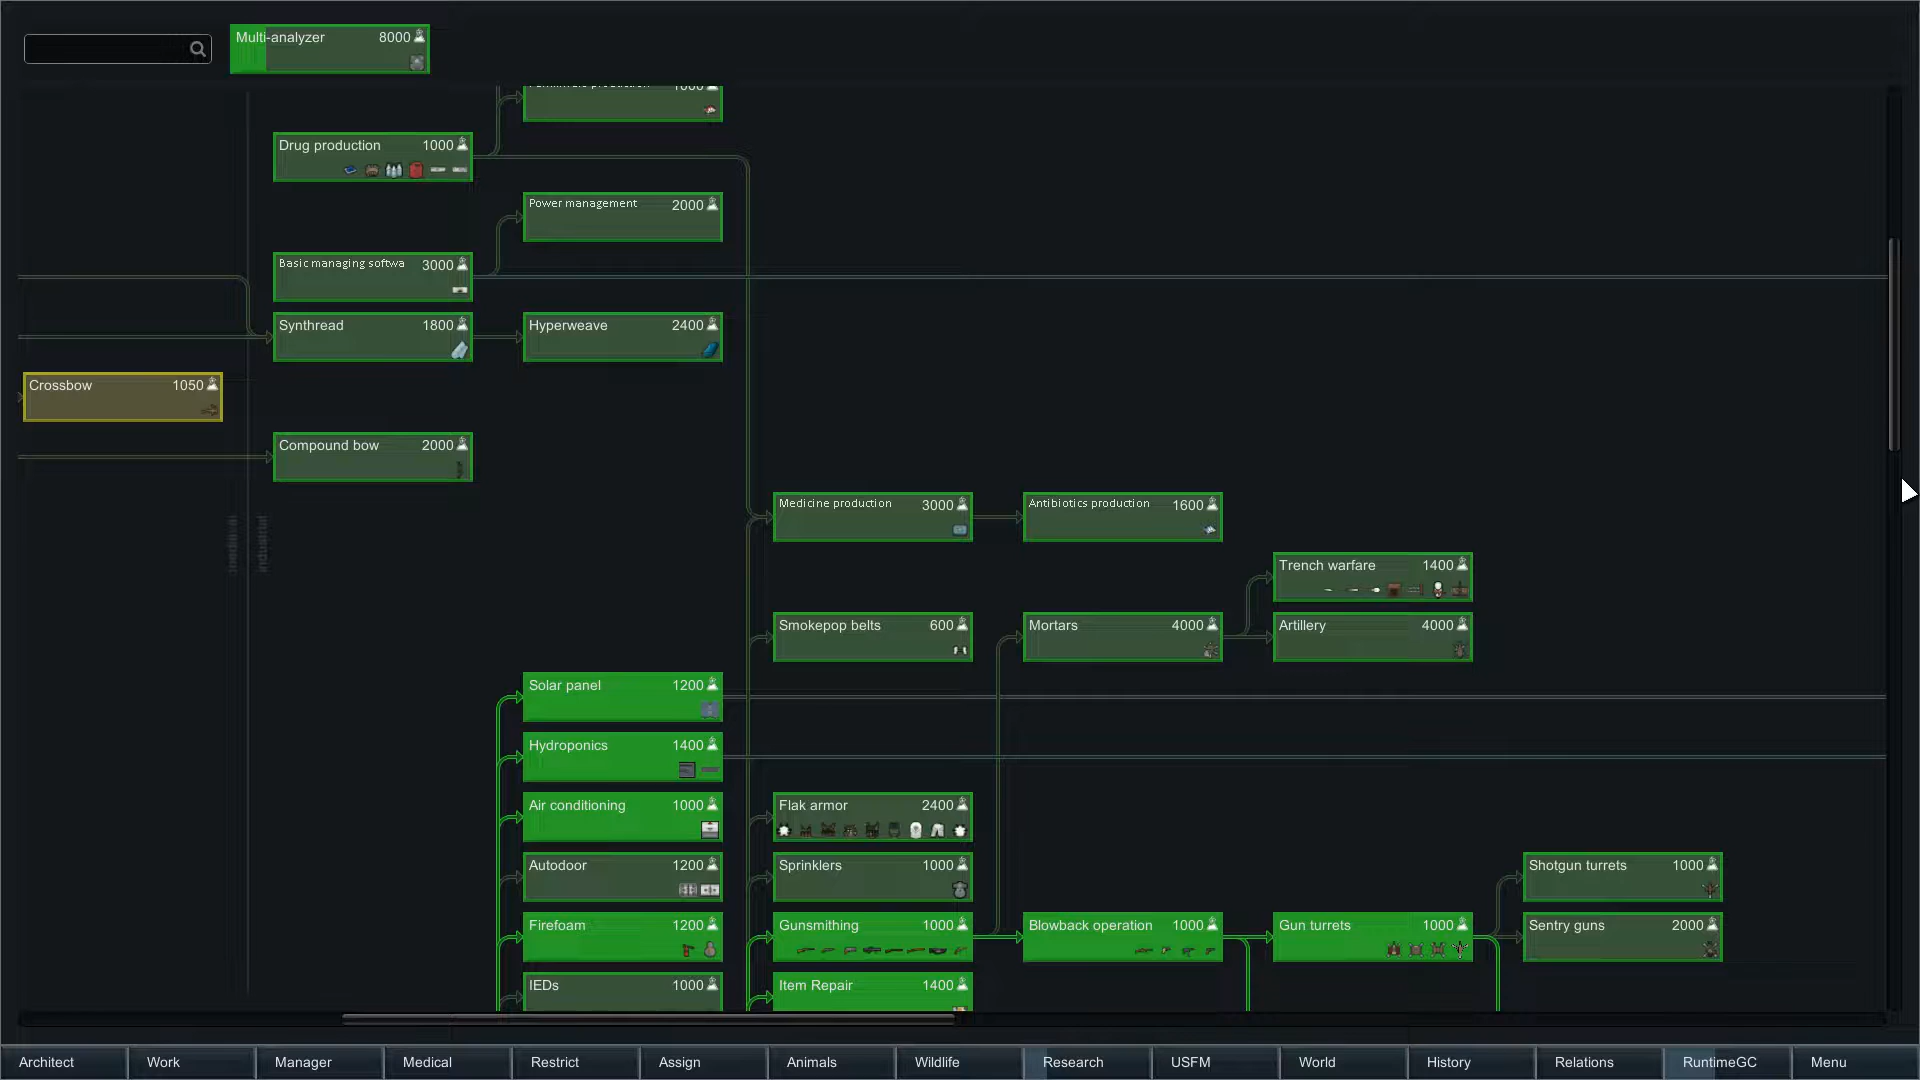 Multi-analyzer 8000
1000
Drug production 1000
Power management 2000
Basic managing softwa 3000
Synthread 1800
Hyperweave 2400
Crossbow 1050
Compound bow 2000
medieval
industrial
Medicine production 3000
Antibiotics production 1600
Trench warfare 1400
Smokepop belts 600
Mortars 4000
Artillery 4000
Solar panel 1200
Hydroponics 1400
Air conditioning 1000
Flak armor 2400
Autodoor 1200
Sprinklers 1000
Shotgun turrets 1000
Firefoam 1200
Gunsmithing 1000
Blowback operation 1000
Gun turrets 1000
Sentry guns 2000
IEDs 1000
Item Repair 1400
Architect Work Manager Medical Restrict Assign Animals Wildlife Research USFM World History Relations RuntimeGC Menu